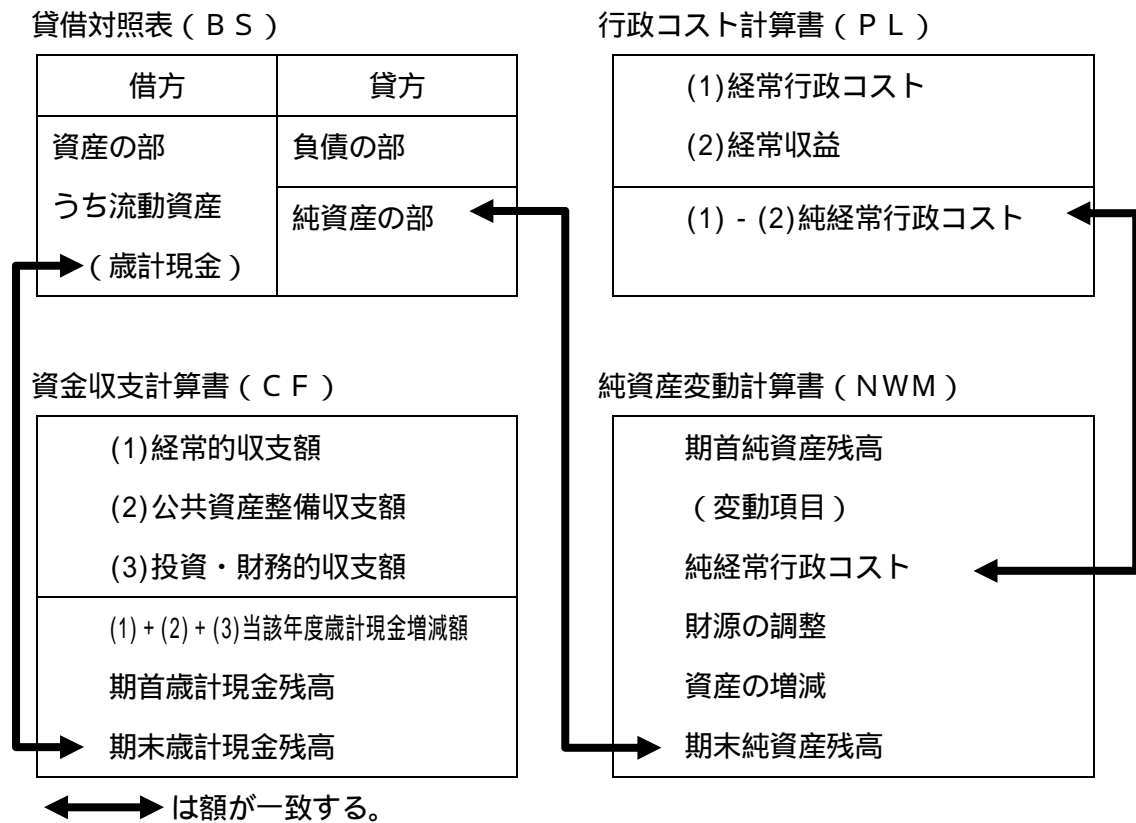 貸借対照表(BS)
借方 貸方
資産の部
うち流動資産
(歳計現金)
負債の部
純資産の部
行政コスト計算書(PL)
(1)経常行政コスト
(2)経常収益
(1) - (2)純経常行政コスト
資金収支計算書(CF)
(1)経常的収支額
(2)公共資産整備収支額
(3)投資・財務的収支額
(1) + (2) + (3)当該年度歳計現金増減額
期首歳計現金残高
期末歳計現金残高
純資産変動計算書(NWM)
期首純資産残高
(変動項目)
純経常行政コスト
財源の調整
資産の増減
期末純資産残高
は額が一致する。